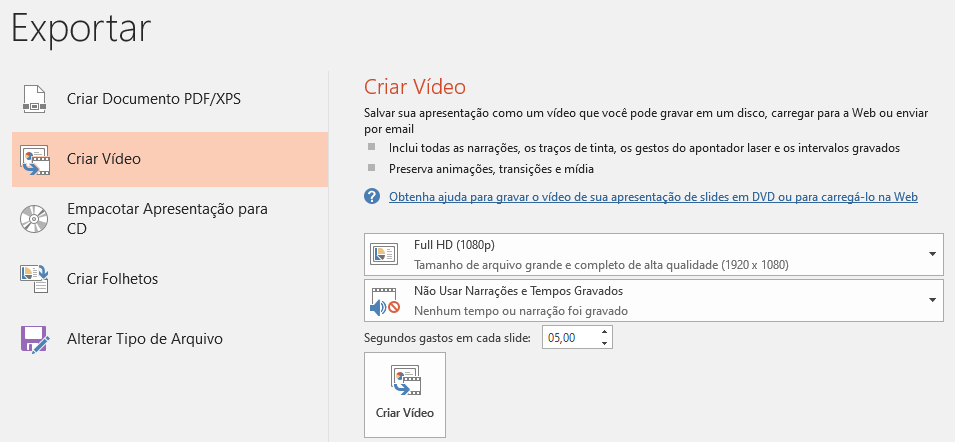 Exportar
Criar Documento PDF/XPS
Criar Vídeo
Empacotar Apresentação para
CD
Criar Folhetos
Alterar Tipo de Arquivo
Criar Vídeo
Salvar sua apresentação como um vídeo que você pode gravar em um disco, carregar para a Web ou enviar
por email
Inclui todas as narrações, os traços de tinta, os gestos do apontador laser e os intervalos gravados
Preserva animações, transições e mídia
Obtenha ajuda para gravar o vídeo de sua apresentação de slides em DVD ou para carregá-lo na Web
Full HD (1080p)
Tamanho de arquivo grande e completo de alta qualidade (1920 x 1080)
Não Usar Narrações e Tempos Gravados
Nenhum tempo ou narração foi gravado
Segundos gastos em cada slide: 05,00
Criar Vídeo